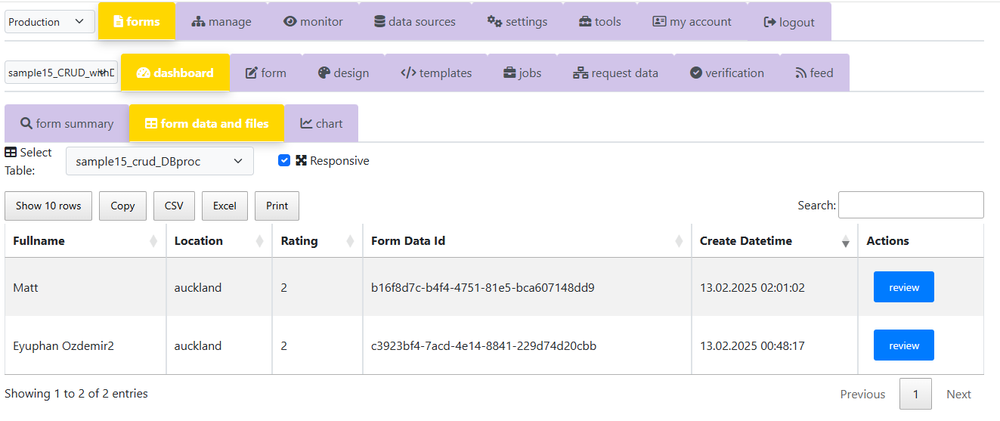 Production forms manage monitor data sources settings tools my account logout
sample15_CRUD_withD dashboard form design templates jobs request data verification feed
form summary form data and files chart
Select Table: sample15_crud_DBproc Responsive
Show 10 rows Copy CSV Excel Print Search:
Fullname Location Rating Form Data Id Create Datetime Actions
Matt auckland 2 b16f8d7c-b4f4-4751-81e5-bca607148dd9 13.02.2025 02:01:02 review
Eyuphan Ozdemir2 auckland 2 c3923bf4-7acd-4e14-8841-229d74d20cbb 13.02.2025 00:48:17 review
Showing 1 to 2 of 2 entries Previous 1 Next